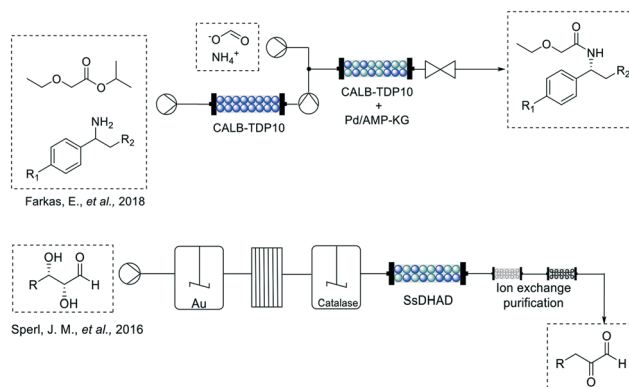 O
⁻O O
NH₄⁺
O
O
O
NH₂
R₂
R₁
CALB-TDP10
CALB-TDP10
+
Pd/AMP-KG
O
O
HN
R₂
R₁
Farkas, E., et al., 2018
OH O
R H
OH
Au
Catalase
SsDHAD
Ion exchange
purification
Sperl, J. M., et al., 2016
O
R H
O